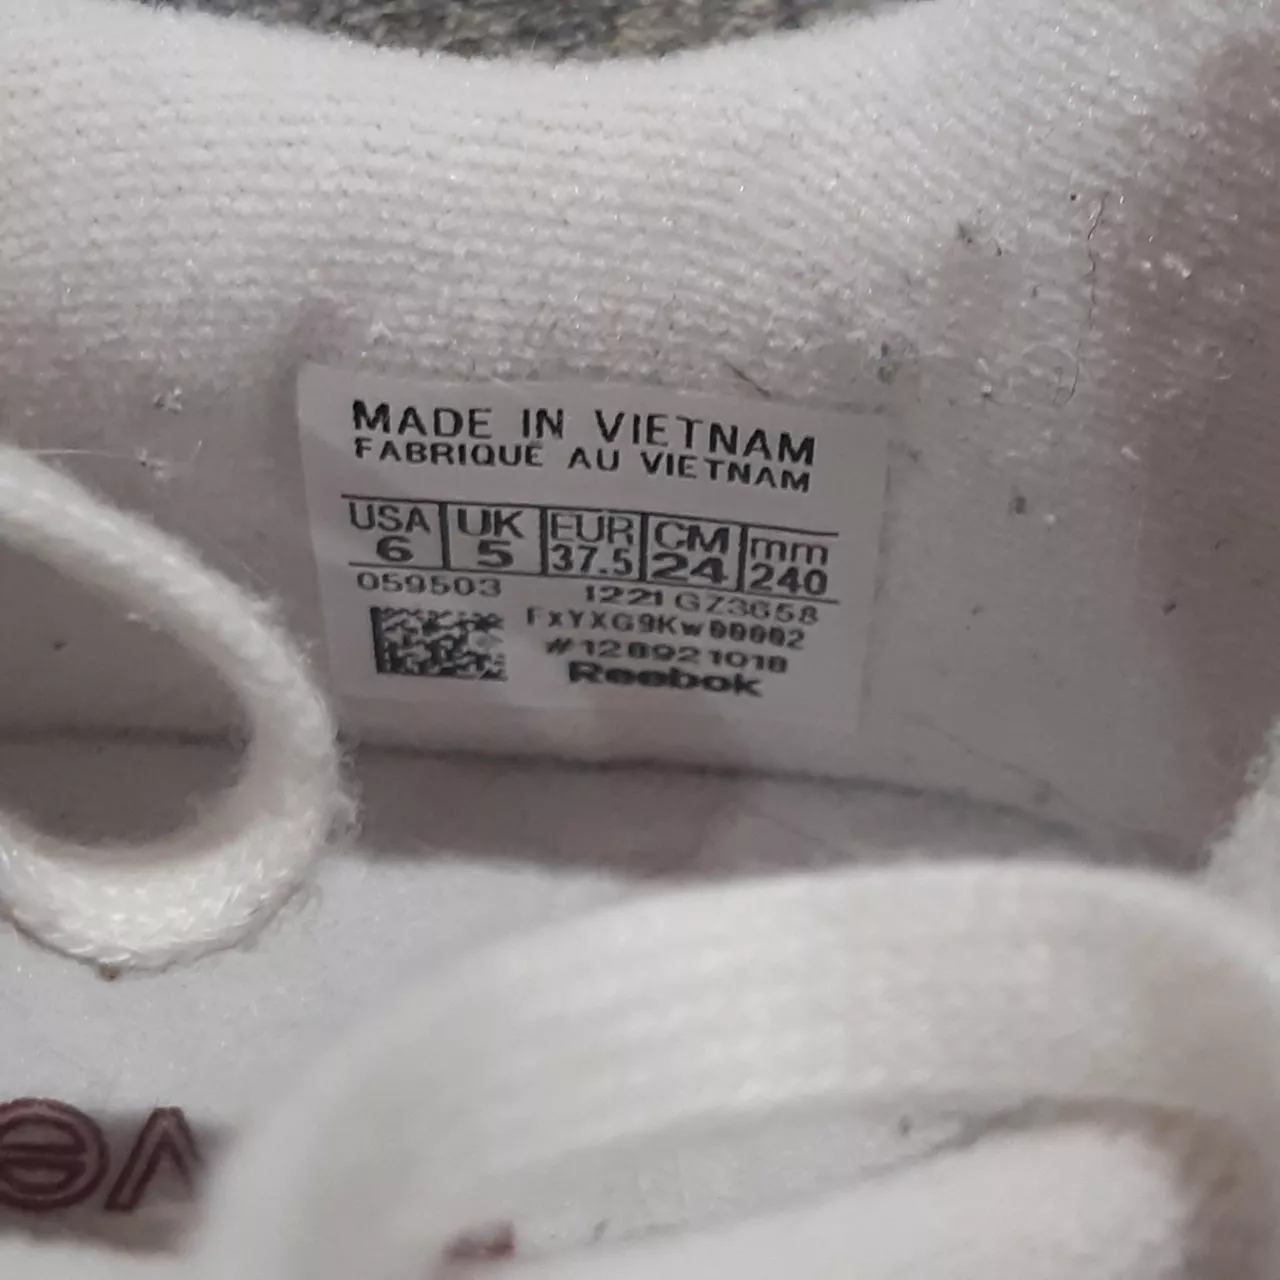 MADE IN VIETNAM
FABRIQUÉ AU VIETNAM
USA UK EUR CM mm
6 5 37.5 24 240
059503 1221 GZ3658
FxYXG9Kw00002
#128921018
Reebok